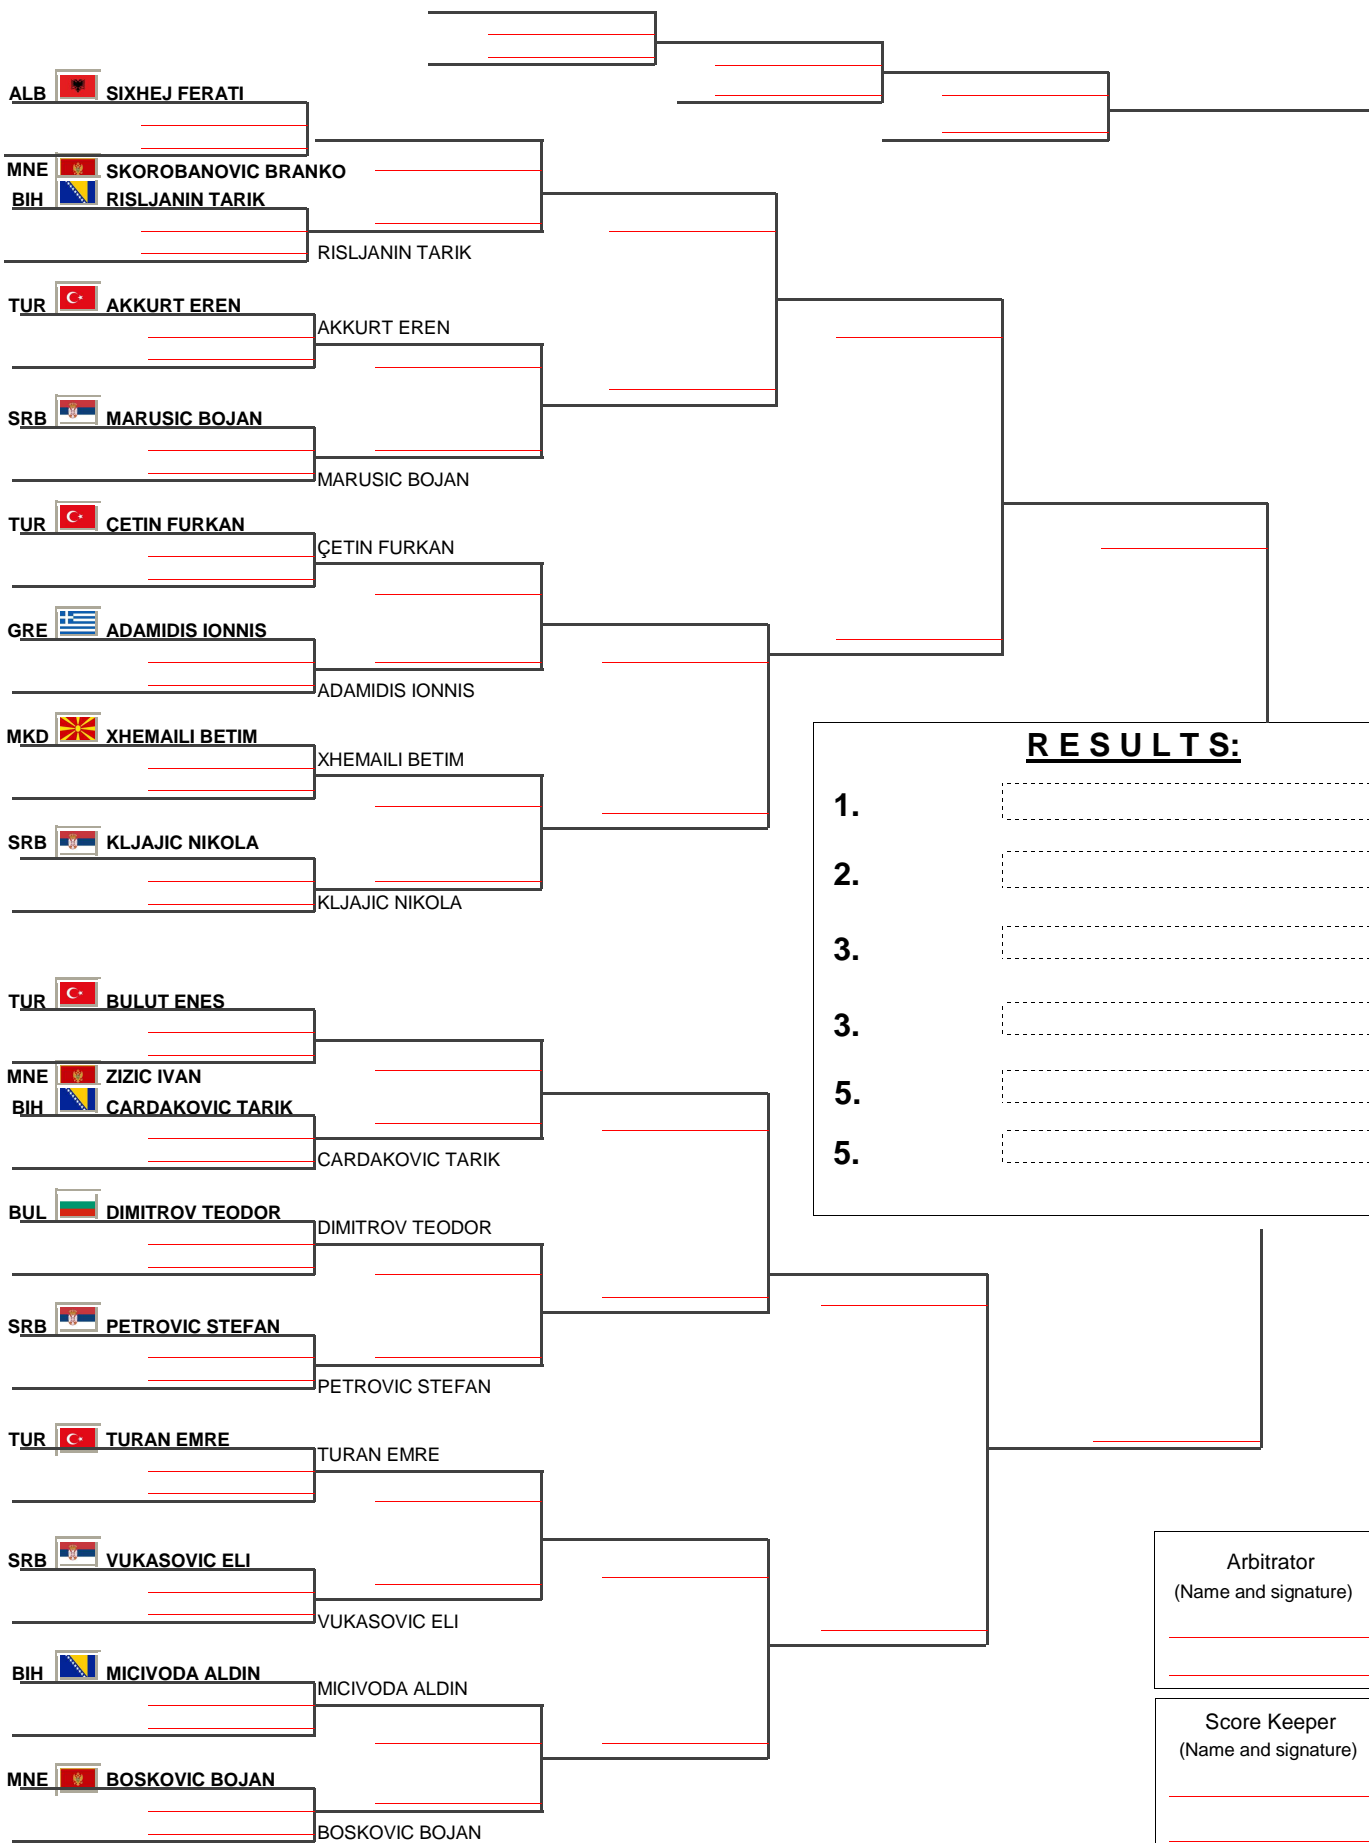 ALB SIXHEJ FERATI
MNE SKOROBANOVIC BRANKO
BIH RISLJANIN TARIK
RISLJANIN TARIK
TUR AKKURT EREN
AKKURT EREN
SRB MARUSIC BOJAN
MARUSIC BOJAN
TUR ÇETIN FURKAN
ÇETIN FURKAN
GRE ADAMIDIS IONNIS
ADAMIDIS IONNIS
MKD XHEMAILI BETIM
XHEMAILI BETIM
SRB KLJAJIC NIKOLA
KLJAJIC NIKOLA
R E S U L T S:
1.
2.
3.
3.
5.
5.
TUR BULUT ENES
MNE ZIZIC IVAN
BIH CARDAKOVIC TARIK
CARDAKOVIC TARIK
BUL DIMITROV TEODOR
DIMITROV TEODOR
SRB PETROVIC STEFAN
PETROVIC STEFAN
TUR TURAN EMRE
TURAN EMRE
SRB VUKASOVIC ELI
VUKASOVIC ELI
BIH MICIVODA ALDIN
MICIVODA ALDIN
MNE BOSKOVIC BOJAN
BOSKOVIC BOJAN
Arbitrator
(Name and signature)
Score Keeper
(Name and signature)